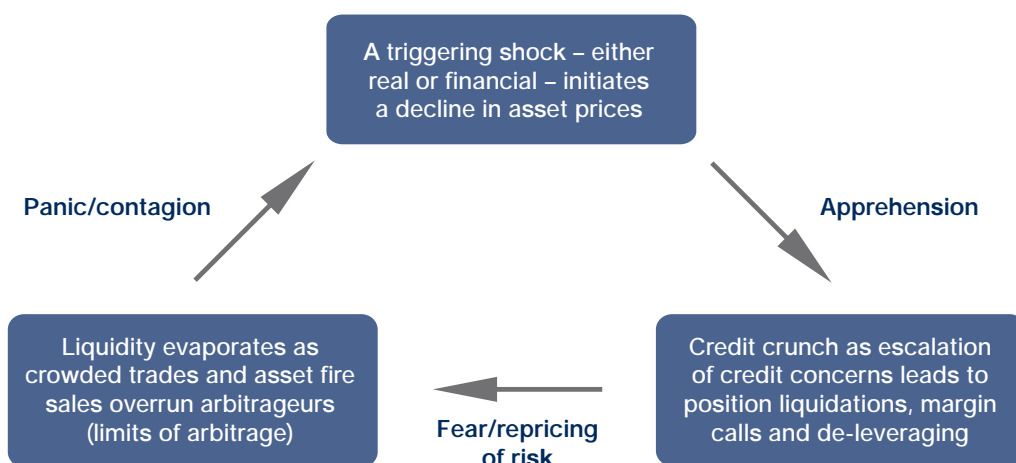 A triggering shock – either
real or financial – initiates
a decline in asset prices
Panic/contagion
Apprehension
Liquidity evaporates as
crowded trades and asset fire
sales overrun arbitrageurs
(limits of arbitrage)
Fear/repricing
of risk
Credit crunch as escalation
of credit concerns leads to
position liquidations, margin
calls and de-leveraging